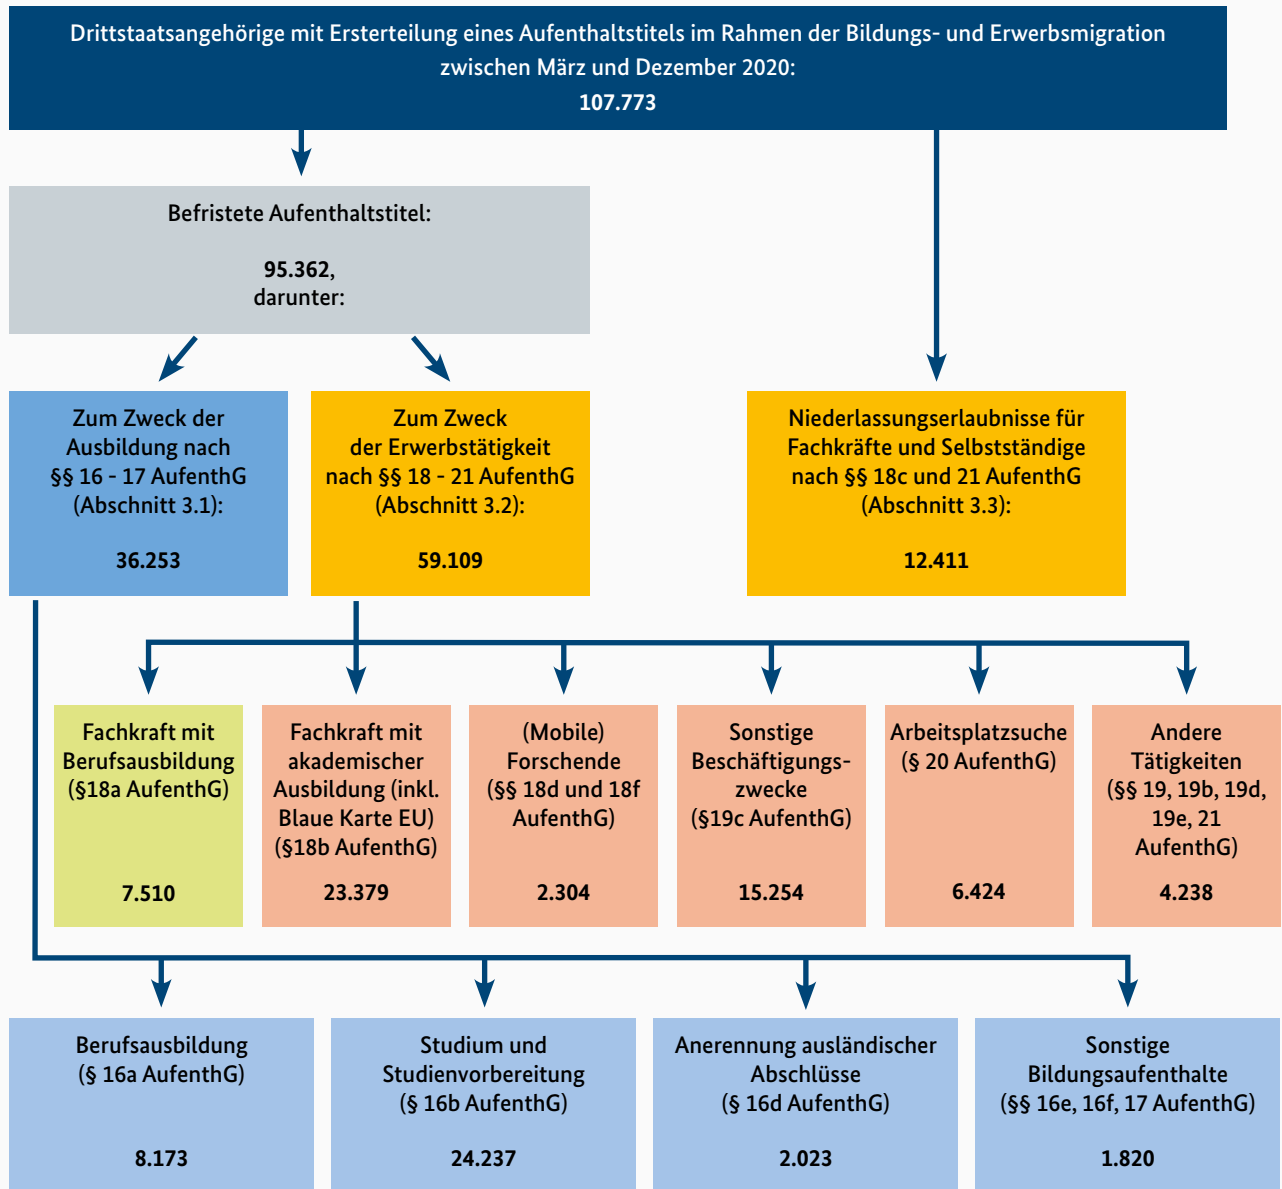 Drittstaatsangehörige mit Ersterteilung eines Aufenthaltstitels im Rahmen der Bildungs- und Erwerbsmigration
zwischen März und Dezember 2020:
107.773
Befristete Aufenthaltstitel:
95.362,
darunter:
Zum Zweck der
Ausbildung nach
§§ 16 - 17 AufenthG
(Abschnitt 3.1):
36.253
Zum Zweck
der Erwerbstätigkeit
nach §§ 18 - 21 AufenthG
(Abschnitt 3.2):
59.109
Niederlassungserlaubnisse für
Fachkräfte und Selbstständige
nach §§ 18c und 21 AufenthG
(Abschnitt 3.3):
12.411
Fachkraft mit
Berufsausbildung
(§18a AufenthG)
7.510
Fachkraft mit
akademischer
Ausbildung (inkl.
Blaue Karte EU)
(§18b AufenthG)
23.379
(Mobile)
Forschende
(§§ 18d und 18f
AufenthG)
2.304
Sonstige
Beschäftigungs-
zwecke
(§19c AufenthG)
15.254
Arbeitsplatzsuche
(§ 20 AufenthG)
6.424
Andere
Tätigkeiten
(§§ 19, 19b, 19d,
19e, 21
AufenthG)
4.238
Berufsausbildung
(§ 16a AufenthG)
8.173
Studium und
Studienvorbereitung
(§ 16b AufenthG)
24.237
Anerennung ausländischer
Abschlüsse
(§ 16d AufenthG)
2.023
Sonstige
Bildungsaufenthalte
(§§ 16e, 16f, 17 AufenthG)
1.820